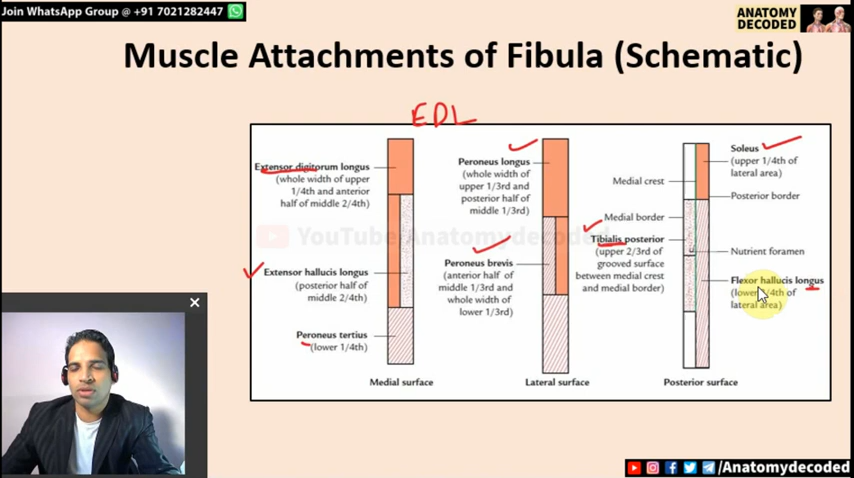 Join WhatsApp Group @ +91 7021282447
ANATOMY
DECODED
Muscle Attachments of Fibula (Schematic)
EDL
Extensor digitorum longus
(whole width of upper
1/4th and anterior
half of middle 2/4th)
Extensor hallucis longus
(posterior half of
middle 2/4th)
Peroneus tertius
(lower 1/4th)
Medial surface
Peroneus longus
(whole width of
upper 1/3rd and
posterior half of
middle 1/3rd)
Peroneus brevis
(anterior half of
middle 1/3rd and
whole width of
lower 1/3rd)
Lateral surface
Medial crest
Medial border
Tibialis posterior
(upper 2/3rd of
grooved surface
between medial crest
and medial border)
Soleus
(upper 1/4th of
lateral area)
Posterior border
Nutrient foramen
Flexor hallucis longus
(lower /4th of
lateral area)
Posterior surface
YouTube/Anatomydecoded
/Anatomydecoded